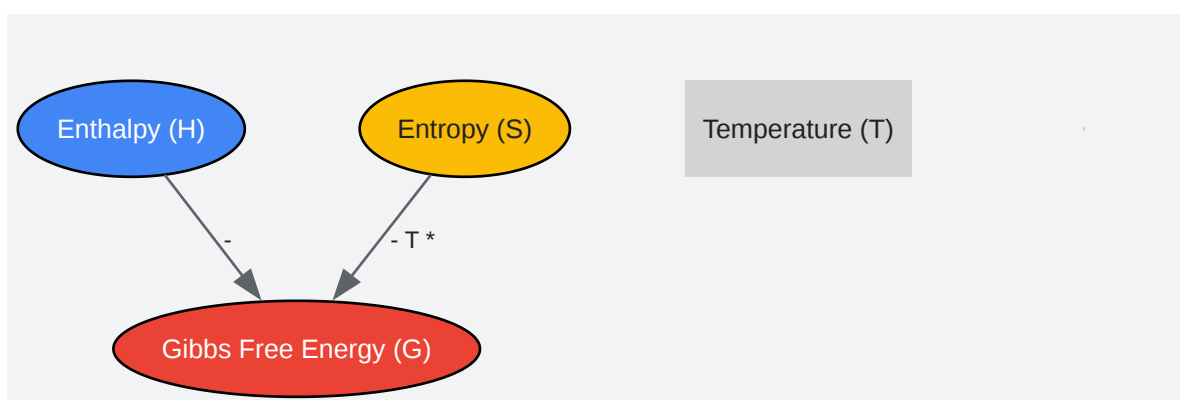 Enthalpy (H)
Entropy (S)
Temperature (T)
-
- T *
Gibbs Free Energy (G)